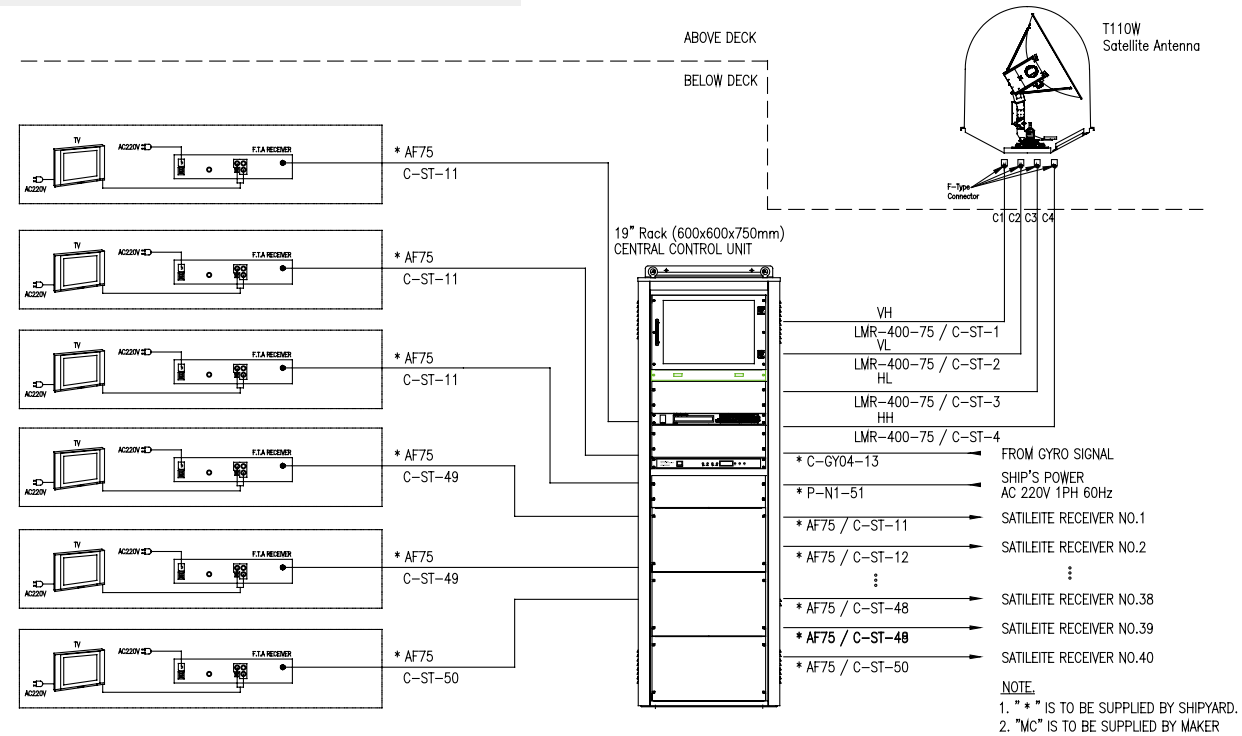 ABOVE DECK
BELOW DECK
T110W
Satellite Antenna
F-Type
Connector
C1 C2 C3 C4
19" Rack (600x600x750mm)
CENTRAL CONTROL UNIT
TV
AC220V
AC220V
F.T.A RECEIVER
* AF75
C-ST-11
TV
AC220V
AC220V
F.T.A RECEIVER
* AF75
C-ST-11
TV
AC220V
AC220V
F.T.A RECEIVER
* AF75
C-ST-11
TV
AC220V
AC220V
F.T.A RECEIVER
* AF75
C-ST-49
TV
AC220V
AC220V
F.T.A RECEIVER
* AF75
C-ST-49
TV
AC220V
AC220V
F.T.A RECEIVER
* AF75
C-ST-50
VH
LMR-400-75 / C-ST-1
VL
LMR-400-75 / C-ST-2
HL
LMR-400-75 / C-ST-3
HH
LMR-400-75 / C-ST-4
* C-GY04-13
FROM GYRO SIGNAL
* P-N1-51
SHIP'S POWER
AC 220V 1PH 60Hz
* AF75 / C-ST-11
SATILEITE RECEIVER NO.1
* AF75 / C-ST-12
SATILEITE RECEIVER NO.2
* AF75 / C-ST-48
SATILEITE RECEIVER NO.38
* AF75 / C-ST-48
SATILEITE RECEIVER NO.39
* AF75 / C-ST-50
SATILEITE RECEIVER NO.40
NOTE.
1. " * " IS TO BE SUPPLIED BY SHIPYARD.
2. "MC" IS TO BE SUPPLIED BY MAKER